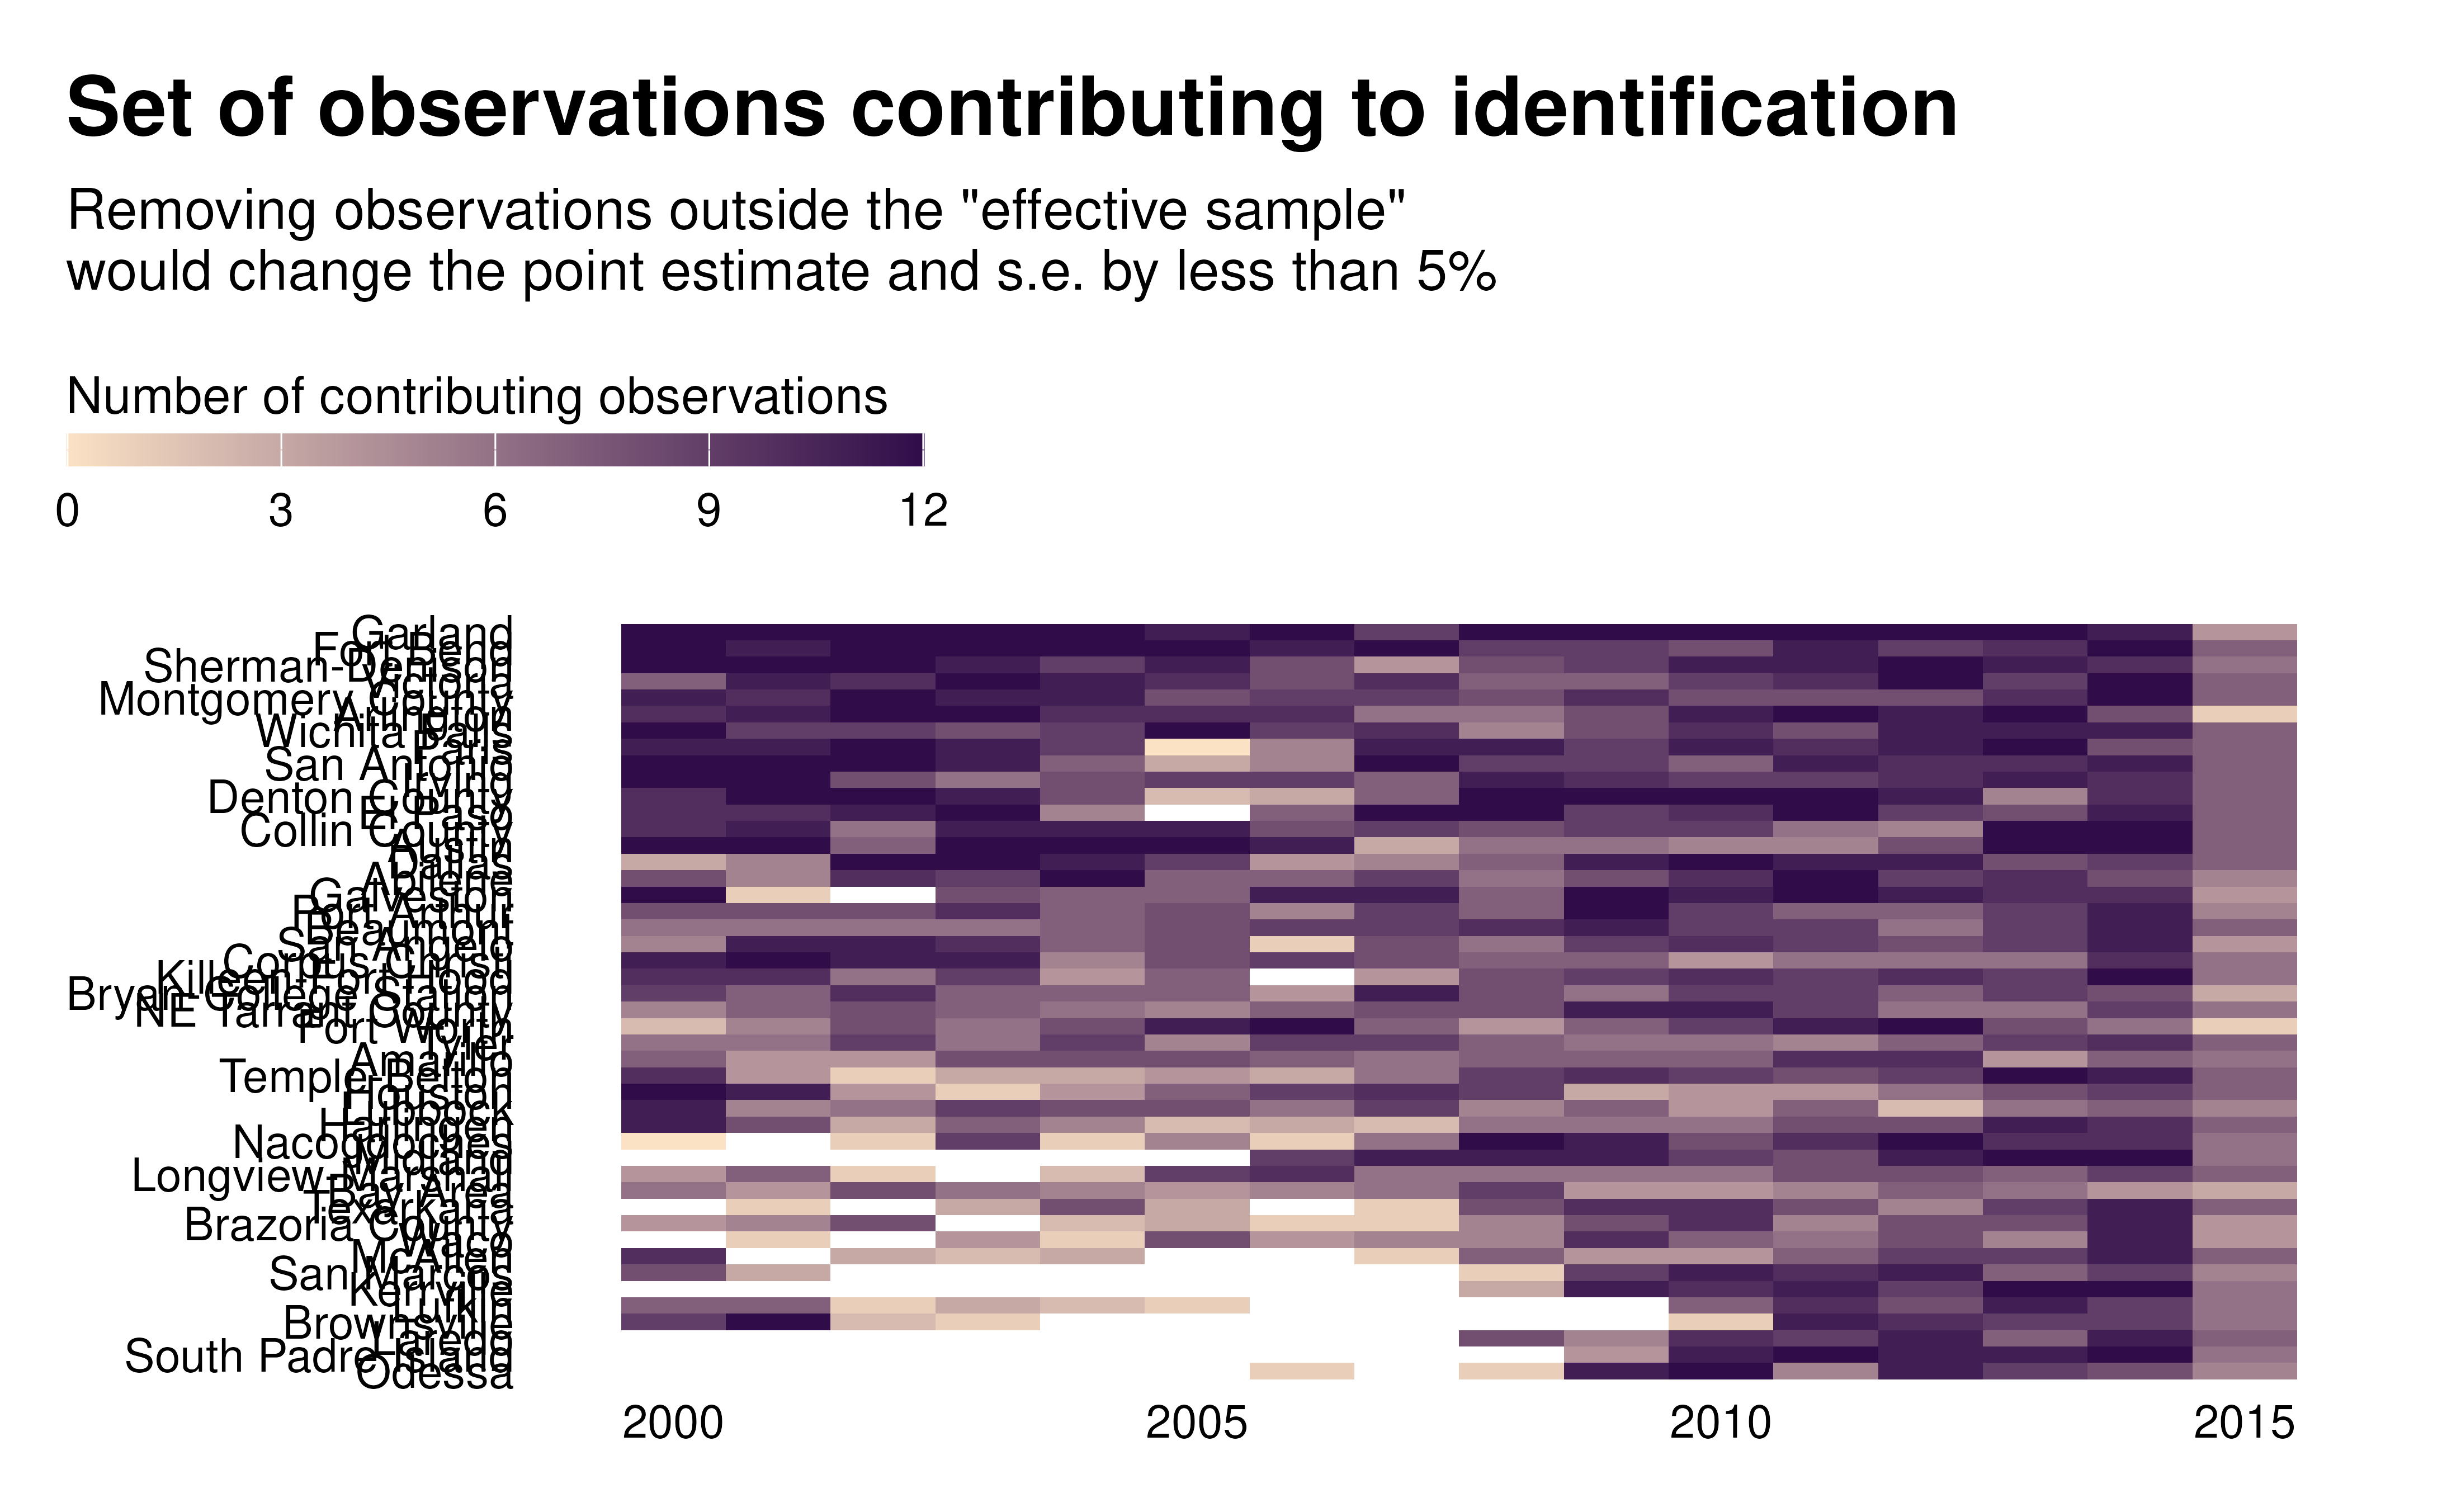 Set of observations contributing to identification
Removing observations outside the "effective sample"
would change the point estimate and s.e. by less than 5%
Number of contributing observations
0 3 6 9 12
Garland
Fort Bend
Sherman-Denison
Victoria
Montgomery County
Arlington
Wichita Falls
Paris
San Antonio
Irving
Denton County
El Paso
Collin County
Austin
Dallas
Abilene
Galveston
Port Arthur
Beaumont
San Angelo
Corpus Christi
Killeen-Fort Hood
Bryan-College Station
NE Tarrant County
Fort Worth
Tyler
Amarillo
Temple-Belton
Houston
Lubbock
Harlingen
Nacogdoches
Midland
Longview-Marshall
Bay Area
Texarkana
Brazoria County
Waco
McAllen
San Marcos
Kerrville
Lufkin
Brownsville
Laredo
South Padre Island
Odessa
2000 2005 2010 2015